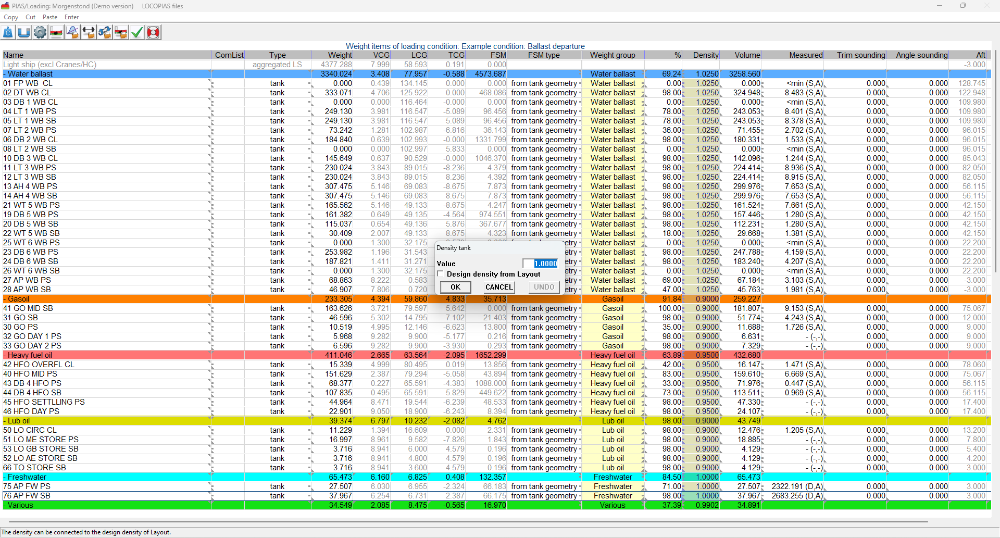 PIAS/Loading: Morgenstond (Demo version) LOCOPIAS files
Copy Cut Paste Enter
Weight items of loading condition: Example condition: Ballast departure
Name ComList Type Weight VCG LCG TCG FSM FSM type Weight group % Density Volume Measured Trim sounding Angle sounding Aft
Light ship (excl Cranes/HC) aggregated LS 4377.288 7.999 58.593 0.191 0.000 -3.000
- Water ballast 3340.024 3.408 77.957 -0.588 4573.687 Water ballast 69.24 1.0250 3258.560
01 FP WB CL tank 0.000 0.439 134.145 0.000 0.000 from tank geometry Water ballast 0.00 1.0250 0.000 <min (S,A) 0.000 0.000 128.745
02 DT WB CL tank 333.071 4.706 125.922 0.000 468.086 from tank geometry Water ballast 98.00 1.0250 324.948 8.483 (S,A) 0.000 0.000 122.948
03 DB 1 WB CL tank 0.000 0.000 116.464 -0.000 0.000 from tank geometry Water ballast 0.00 1.0250 0.000 <min (S,A) 0.000 0.000 109.980
04 LT 1 WB PS tank 249.130 3.981 116.547 -5.089 96.456 from tank geometry Water ballast 78.00 1.0250 243.053 8.401 (S,A) 0.000 0.000 109.980
05 LT 1 WB SB tank 249.130 3.981 116.547 5.089 96.456 from tank geometry Water ballast 78.00 1.0250 243.053 8.378 (S,A) 0.000 0.000 109.980
07 LT 2 WB PS tank 73.242 1.281 102.987 -6.816 36.143 from tank geometry Water ballast 36.00 1.0250 71.455 2.702 (S,A) 0.000 0.000 96.015
06 DB 2 WB CL tank 184.840 0.639 102.993 -0.000 1331.799 from tank geometry Water ballast 98.00 1.0250 180.331 1.533 (S,A) 0.000 0.000 96.015
08 LT 2 WB SB tank 0.000 0.000 102.997 5.833 0.000 from tank geometry Water ballast 0.00 1.0250 0.000 <min (S,A) 0.000 0.000 96.015
10 DB 3 WB CL tank 145.649 0.637 90.529 -0.000 1046.370 from tank geometry Water ballast 98.00 1.0250 142.096 1.244 (S,A) 0.000 0.000 85.043
11 LT 3 WB PS tank 230.024 3.843 89.015 -8.236 4.379 from tank geometry Water ballast 98.00 1.0250 224.414 8.936 (S,A) 0.000 0.000 82.050
12 LT 3 WB SB tank 230.024 3.843 89.015 8.236 4.392 from tank geometry Water ballast 98.00 1.0250 224.414 8.915 (S,A) 0.000 0.000 82.050
13 AH 4 WB PS tank 307.475 5.146 69.083 -8.675 7.873 from tank geometry Water ballast 98.00 1.0250 299.976 7.653 (S,A) 0.000 0.000 56.115
14 AH 4 WB SB tank 307.475 5.146 69.083 8.675 7.873 from tank geometry Water ballast 98.00 1.0250 299.976 7.653 (S,A) 0.000 0.000 56.115
21 WT 5 WB PS tank 165.562 5.146 49.133 -8.675 4.247 from tank geometry Water ballast 98.00 1.0250 161.524 7.661 (S,A) 0.000 0.000 42.150
19 DB 5 WB PS tank 161.382 0.649 49.135 -4.564 974.551 from tank geometry Water ballast 98.00 1.0250 157.446 1.280 (S,A) 0.000 0.000 42.150
20 DB 5 WB SB tank 115.037 0.654 49.136 5.876 367.677 from tank geometry Water ballast 98.00 1.0250 112.231 1.280 (S,A) 0.000 0.000 42.150
22 WT 5 WB SB tank 30.409 2.007 49.133 8.675 4.323 from tank geometry Water ballast 18.00 1.0250 29.668 1.381 (S,A) 0.000 0.000 42.150
25 WT 6 WB PS tank 0.000 1.300 32.175 etry Water ballast 0.00 1.0250 0.000 <min (S,A) 0.000 0.000 22.200
23 DB 6 WB PS tank 253.982 1.196 31.543 etry Water ballast 98.00 1.0250 247.788 4.159 (S,A) 0.000 0.000 22.200
24 DB 6 WB SB tank 187.821 1.411 31.271 etry Water ballast 98.00 1.0250 183.240 4.207 (S,A) 0.000 0.000 22.200
26 WT 6 WB SB tank 0.000 1.300 32.175 etry Water ballast 0.00 1.0250 0.000 <min (S,A) 0.000 0.000 22.200
27 AP WB PS tank 68.863 8.222 0.583 etry Water ballast 69.00 1.0250 67.184 3.103 (S,A) 0.000 0.000 -3.000
28 AP WB SB tank 46.907 7.806 0.720 etry Water ballast 47.00 1.0250 45.763 1.981 (S,A) 0.000 0.000 -3.000
Density tank
Value 1.0000
Design density from Layout
OK CANCEL UNDO
- Gasoil 233.305 4.394 59.860 4.833 35.713 Gasoil 91.84 0.9000 259.227
41 GO MID SB tank 163.626 3.721 79.597 5.642 0.000 from tank geometry Gasoil 100.00 0.9000 181.807 9.153 (S,A) 0.000 0.000 75.067
31 GO SB tank 46.596 5.302 14.795 7.102 21.403 from tank geometry Gasoil 98.00 0.9000 51.774 4.243 (S,A) 0.000 0.000 12.000
30 GO PS tank 10.519 4.995 12.146 -6.623 13.800 from tank geometry Gasoil 35.00 0.9000 11.688 1.726 (S,A) 0.000 0.000 9.000
32 GO DAY 1 PS tank 5.968 9.282 9.900 -5.177 0.216 from tank geometry Gasoil 98.00 0.9000 6.631 - (-,-) 0.000 0.000 9.000
33 GO DAY 2 PS tank 6.596 9.282 9.900 -3.930 0.293 from tank geometry Gasoil 98.00 0.9000 7.329 - (-,-) 0.000 0.000 9.000
- Heavy fuel oil 411.046 2.665 63.564 -2.095 1652.299 Heavy fuel oil 63.89 0.9500 432.680
42 HFO OVERFL CL tank 15.339 4.999 80.495 0.019 13.856 from tank geometry Heavy fuel oil 42.00 0.9500 16.147 1.471 (S,A) 0.000 0.000 78.060
40 HFO MID PS tank 151.629 2.387 79.294 -5.058 43.894 from tank geometry Heavy fuel oil 83.00 0.9500 159.610 6.669 (S,A) 0.000 0.000 75.067
43 DB 4 HFO PS tank 68.377 0.227 65.591 -4.383 1088.000 from tank geometry Heavy fuel oil 33.00 0.9500 71.976 0.447 (S,A) 0.000 0.000 56.115
44 DB 4 HFO SB tank 107.835 0.495 65.591 5.829 449.622 from tank geometry Heavy fuel oil 73.00 0.9500 113.511 0.969 (S,A) 0.000 0.000 56.115
45 HFO SETTLLING PS tank 44.964 8.471 19.544 -6.239 48.533 from tank geometry Heavy fuel oil 98.00 0.9500 47.330 - (-,-) 0.000 0.000 17.400
46 HFO DAY PS tank 22.901 9.050 18.900 -6.243 8.394 from tank geometry Heavy fuel oil 98.00 0.9500 24.107 - (-,-) 0.000 0.000 17.400
- Lub oil 39.374 6.797 10.232 -2.082 4.762 Lub oil 98.00 0.9000 43.749
50 LO CIRC CL tank 11.229 1.394 16.609 0.000 2.331 from tank geometry Lub oil 98.00 0.9000 12.476 1.205 (S,A) 0.000 0.000 13.200
51 LO ME STORE PS tank 16.997 8.961 9.582 -7.826 1.843 from tank geometry Lub oil 98.00 0.9000 18.885 - (-,-) 0.000 0.000 7.800
53 LO GB STORE SB tank 3.716 8.941 6.000 4.579 0.196 from tank geometry Lub oil 98.00 0.9000 4.129 - (-,-) 0.000 0.000 5.400
52 LO AE STORE SB tank 3.716 8.941 4.800 4.579 0.196 from tank geometry Lub oil 98.00 0.9000 4.129 - (-,-) 0.000 0.000 4.200
66 TO STORE SB tank 3.716 8.941 3.600 4.579 0.196 from tank geometry Lub oil 98.00 0.9000 4.129 - (-,-) 0.000 0.000 3.000
- Freshwater 65.473 6.160 6.825 0.408 132.357 Freshwater 84.50 1.0000 65.473
75 AP FW PS tank 27.507 6.030 6.955 -2.324 66.183 from tank geometry Freshwater 71.00 1.0000 27.507 2322.191 (D,A) 0.000 0.000 3.000
76 AP FW SB tank 37.967 6.254 6.731 2.387 66.175 from tank geometry Freshwater 98.00 1.0000 37.967 2683.255 (D,A) 0.000 0.000 3.000
- Various 34.549 2.085 8.475 -0.565 16.970 Various 37.39 0.9902 34.891
The density can be connected to the design density of Layout.